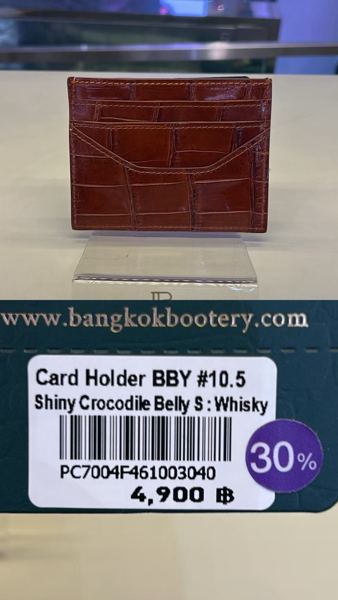 www.bangkokbootery.com
Card Holder BBY #10.5
Shiny Crocodile Belly S : Whisky
PC7004F461003040
4,900 ฿
30%